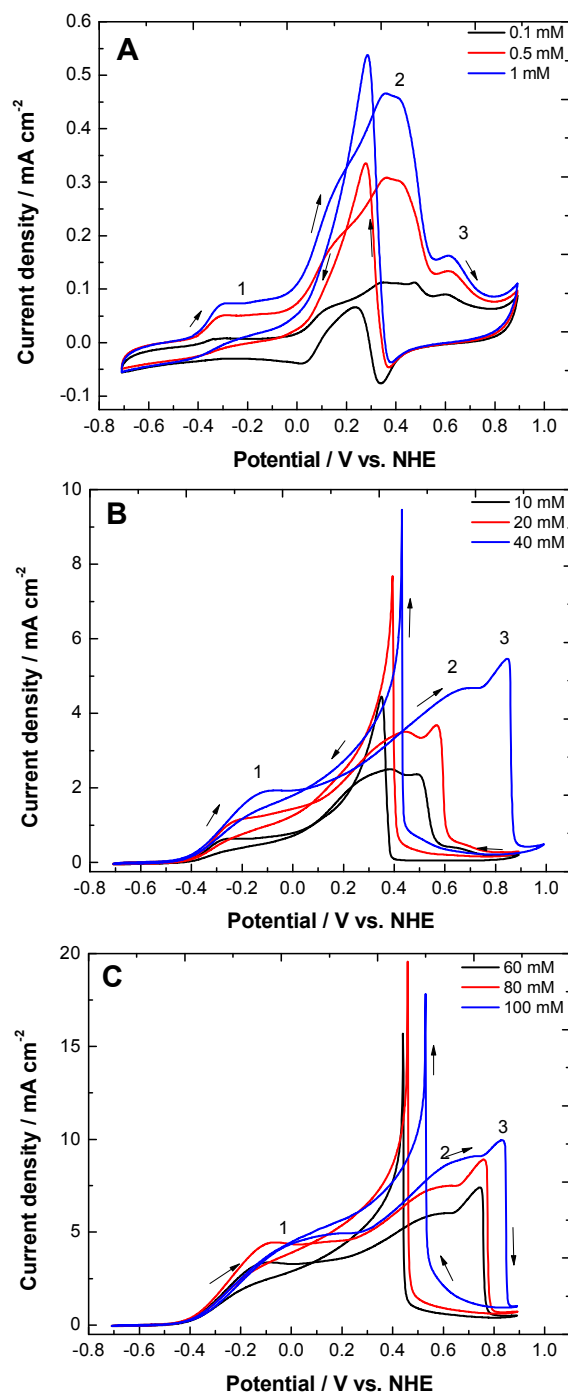 A
0.1 mM
0.5 mM
1 mM
1
2
3
0.6
0.5
0.4
0.3
0.2
0.1
0.0
-0.1
Current density / mA cm-2
-0.8 -0.6 -0.4 -0.2 0.0 0.2 0.4 0.6 0.8 1.0
Potential / V vs. NHE
B
10 mM
20 mM
40 mM
1
2
3
10
8
6
4
2
0
Current density / mA cm-2
-0.8 -0.6 -0.4 -0.2 0.0 0.2 0.4 0.6 0.8 1.0
Potential / V vs. NHE
C
60 mM
80 mM
100 mM
1
2
3
20
15
10
5
0
Current density / mA cm-2
-0.8 -0.6 -0.4 -0.2 0.0 0.2 0.4 0.6 0.8 1.0
Potential / V vs. NHE